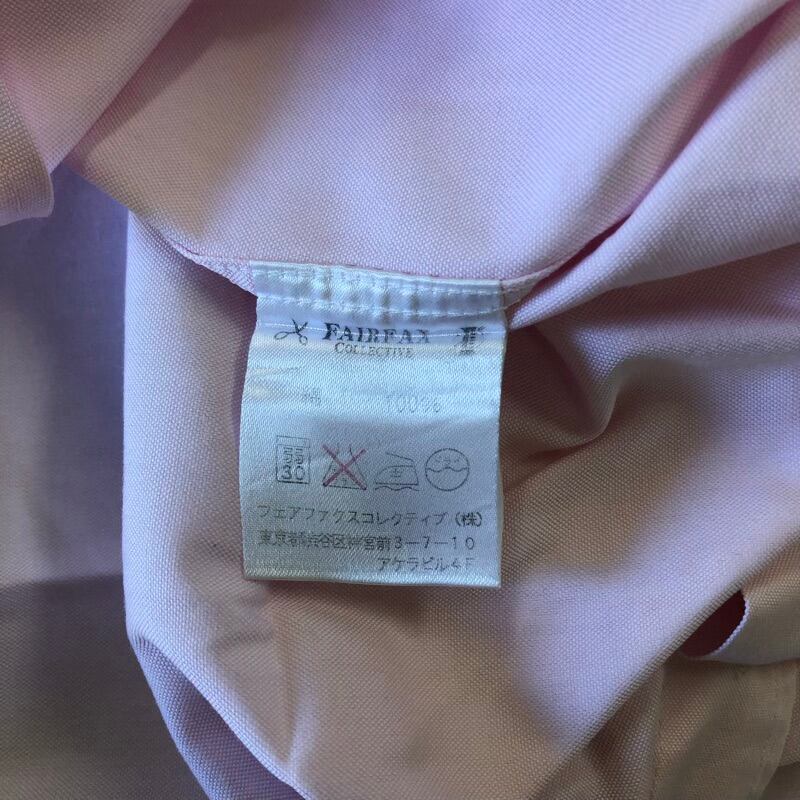 FAIRFAX
COLLECTIVE
綿 100%
弱
30
フェアファクスコレクティブ (株)
東京都渋谷区神宮前3-7-10
アケラビル4F